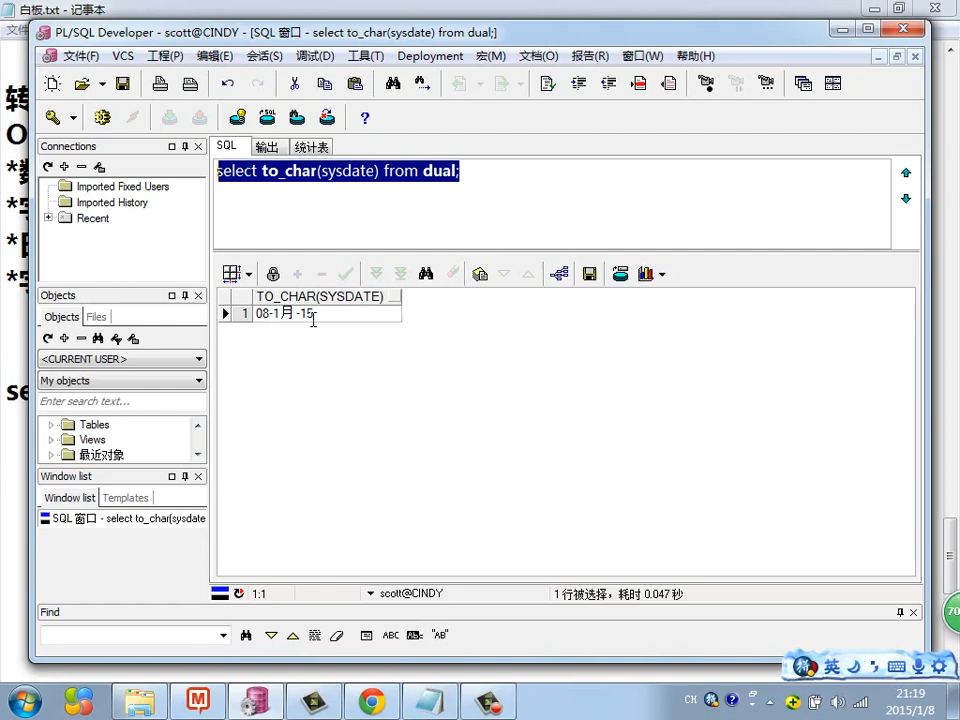 白板.txt - 记事本
PL/SQL Developer - scott@CINDY - [SQL 窗口 - select to_char(sysdate) from dual;]
文件(F) VCS 工程(P) 编辑(E) 会话(S) 调试(D) 工具(T) Deployment 宏(M) 文档(O) 报告(R) 窗口(W) 帮助(H)
Connections
Imported Fixed Users
Imported History
Recent
SQL 输出 统计表
select to_char(sysdate) from dual;
TO_CHAR(SYSDATE)
1 08-1月 -15
Objects
Objects Files
<CURRENT USER>
My objects
Enter search text...
Tables
Views
最近对象
Window list
Window list Templates
SQL 窗口 - select to_char(sysdate
1:1 scott@CINDY 1 行被选择，耗时 0.047 秒
Find
ABC "AB"
英
70
CH 21:19
2015/1/8